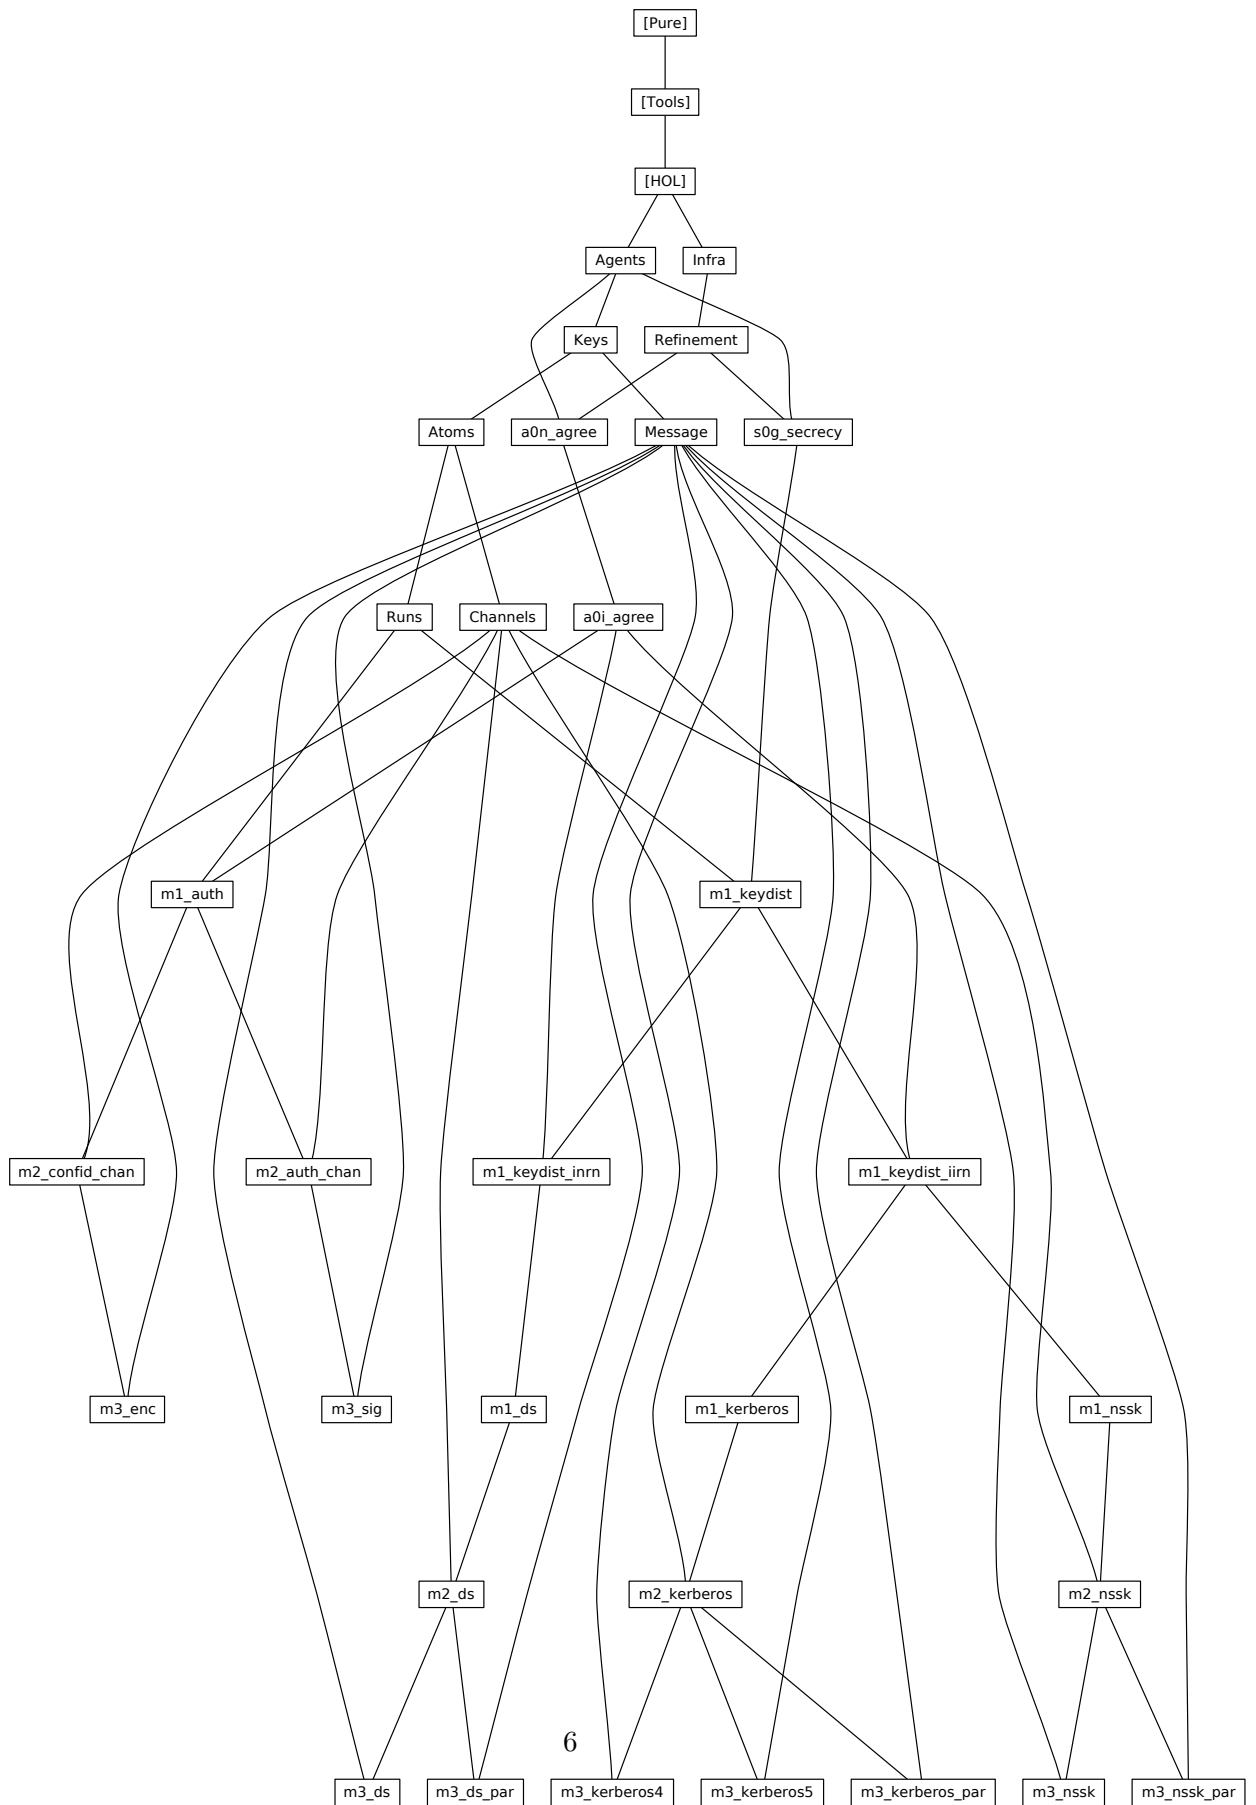 [Pure]
[Tools]
[HOL]
Agents
Infra
Keys
Refinement
Atoms
a0n_agree
Message
s0g_secrecy
Runs
Channels
a0i_agree
m1_auth
m1_keydist
m2_confid_chan
m2_auth_chan
m1_keydist_inrn
m1_keydist_iirn
m3_enc
m3_sig
m1_ds
m1_kerberos
m1_nssk
m2_ds
m2_kerberos
m2_nssk
6
m3_ds
m3_ds_par
m3_kerberos4
m3_kerberos5
m3_kerberos_par
m3_nssk
m3_nssk_par